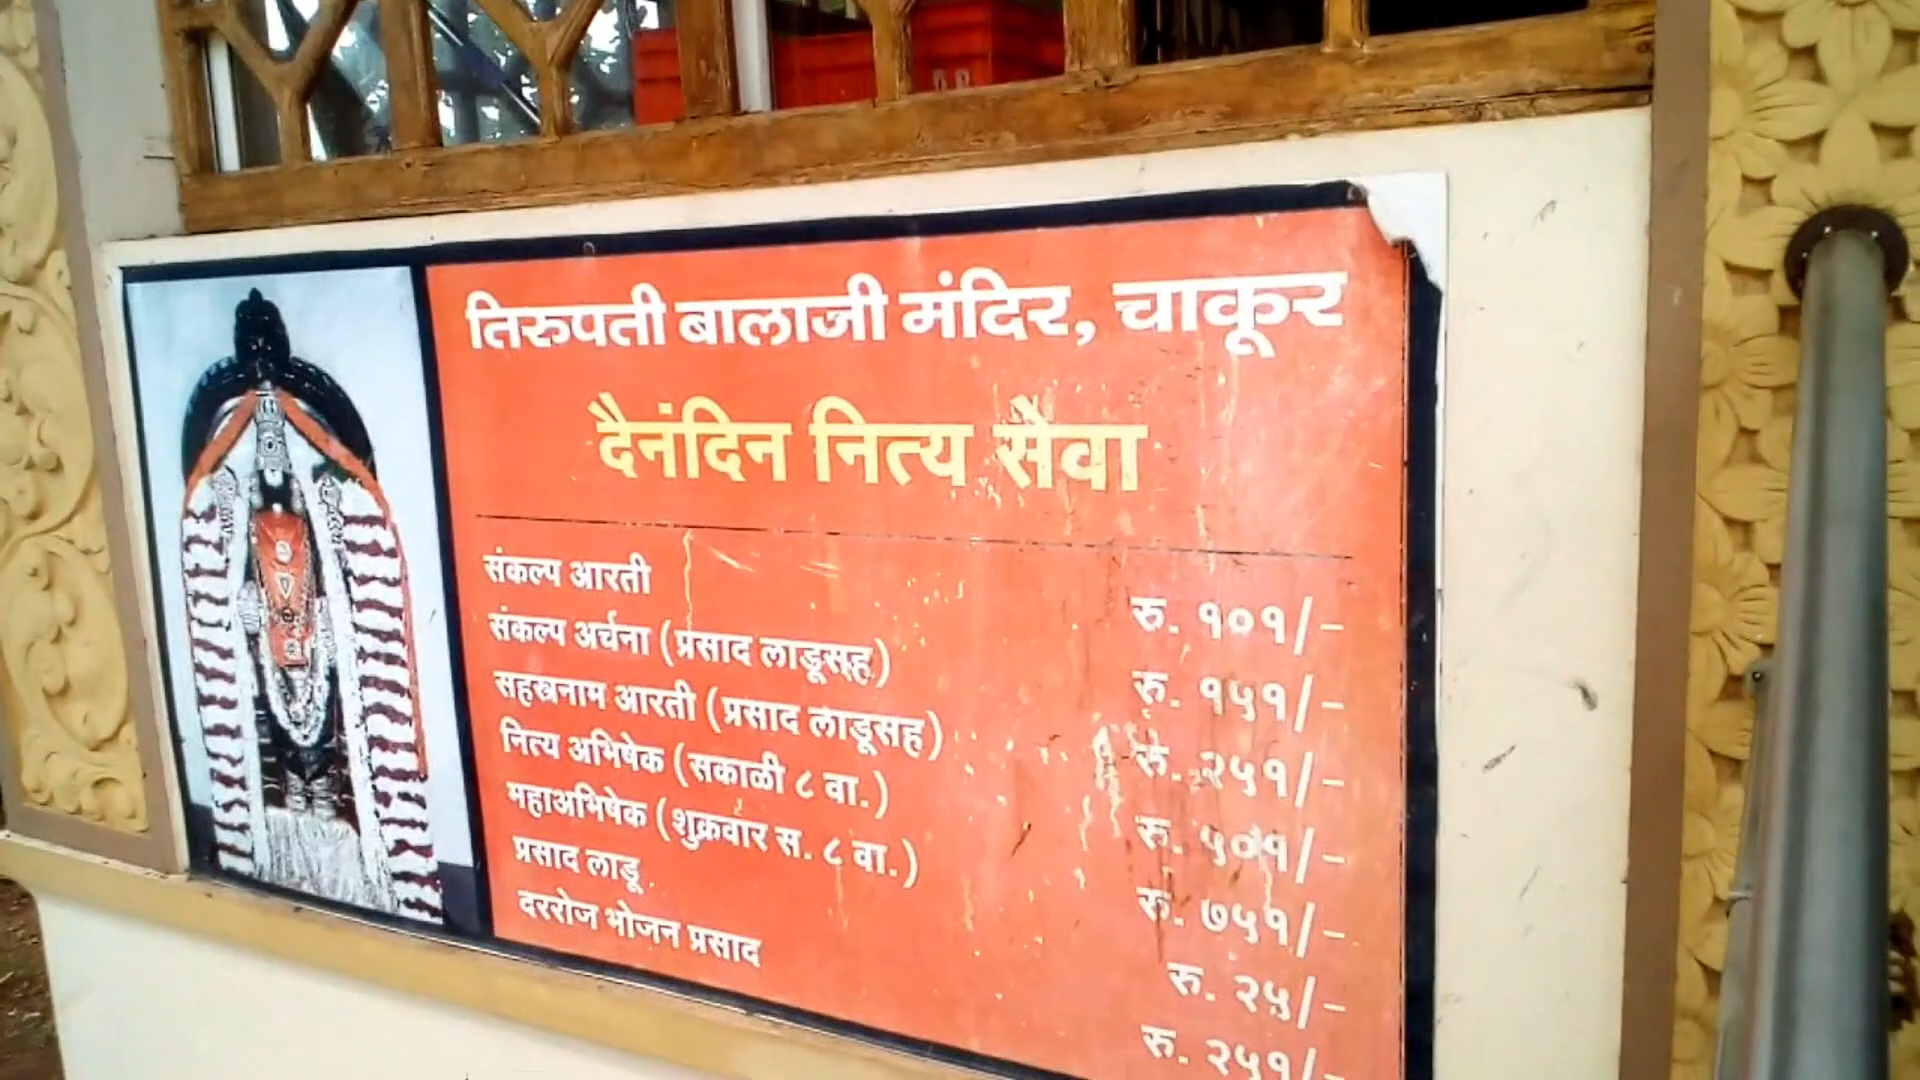 तिरुपती बालाजी मंदिर, चाकूर
दैनंदिन नित्य सेवा
संकल्प आरती रु. १०१/-
संकल्प अर्चना (प्रसाद लाडूसह) रु. १५१/-
सहस्त्रनाम आरती (प्रसाद लाडूसह) रु. २५१/-
नित्य अभिषेक (सकाळी ८ वा.) रु. ५०१/-
महाअभिषेक (शुक्रवार स. ८ वा.) रु. ७५१/-
प्रसाद लाडू रु. २५/-
दररोज भोजन प्रसाद रु. २५१/-